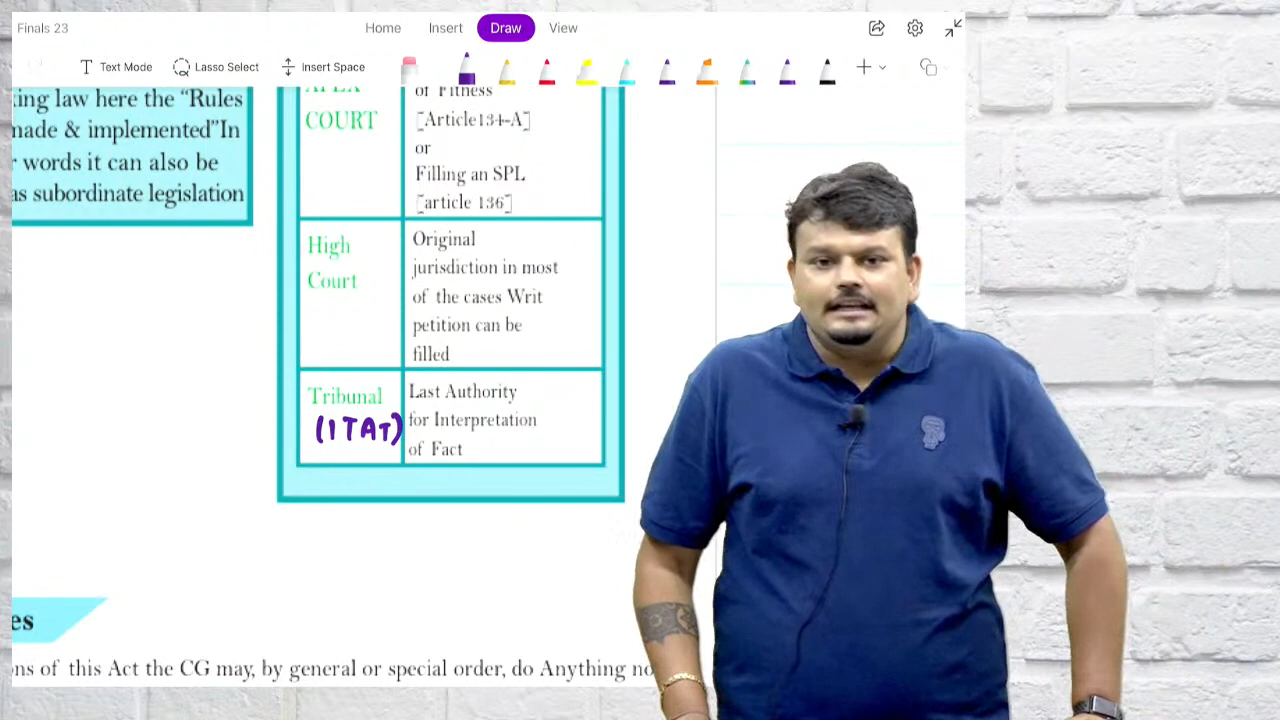 Finals 23
Home Insert Draw View
Text Mode Lasso Select Insert Space
king law here the “Rules
made & implemented”In
r words it can also be
as subordinate legislation
APEX
COURT
of Fitness
[Article134-A]
or
Filling an SPL
[article 136]
High
Court
Original
jurisdiction in most
of the cases Writ
petition can be
filled
Tribunal
(ITAT)
Last Authority
for Interpretation
of Fact
es
ons of this Act the CG may, by general or special order, do Anything no